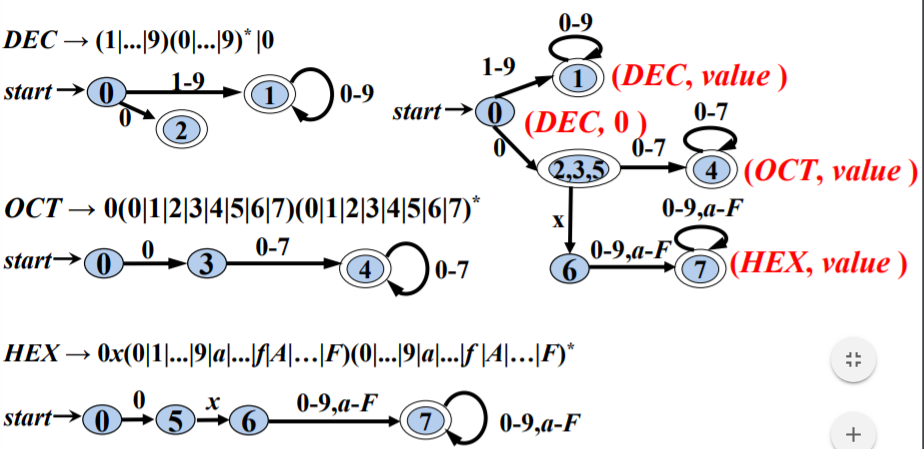 DEC → (1|...|9)(0|...|9)* |0
start 0 1-9 1 0-9
0
2
OCT → 0(0|1|2|3|4|5|6|7)(0|1|2|3|4|5|6|7)*
start 0 0 3 0-7 4 0-7
HEX → 0x(0|1|...|9|a|...|f|A|...|F)(0|...|9|a|...|f |A|...|F)*
start 0 0 5 x 6 0-9,a-F 7 0-9,a-F
0-9
1-9 1 (DEC, value )
start 0 (DEC, 0 ) 0-7
0 2,3,5 0-7 4 (OCT, value )
x 0-9,a-F
6 0-9,a-F 7 (HEX, value )